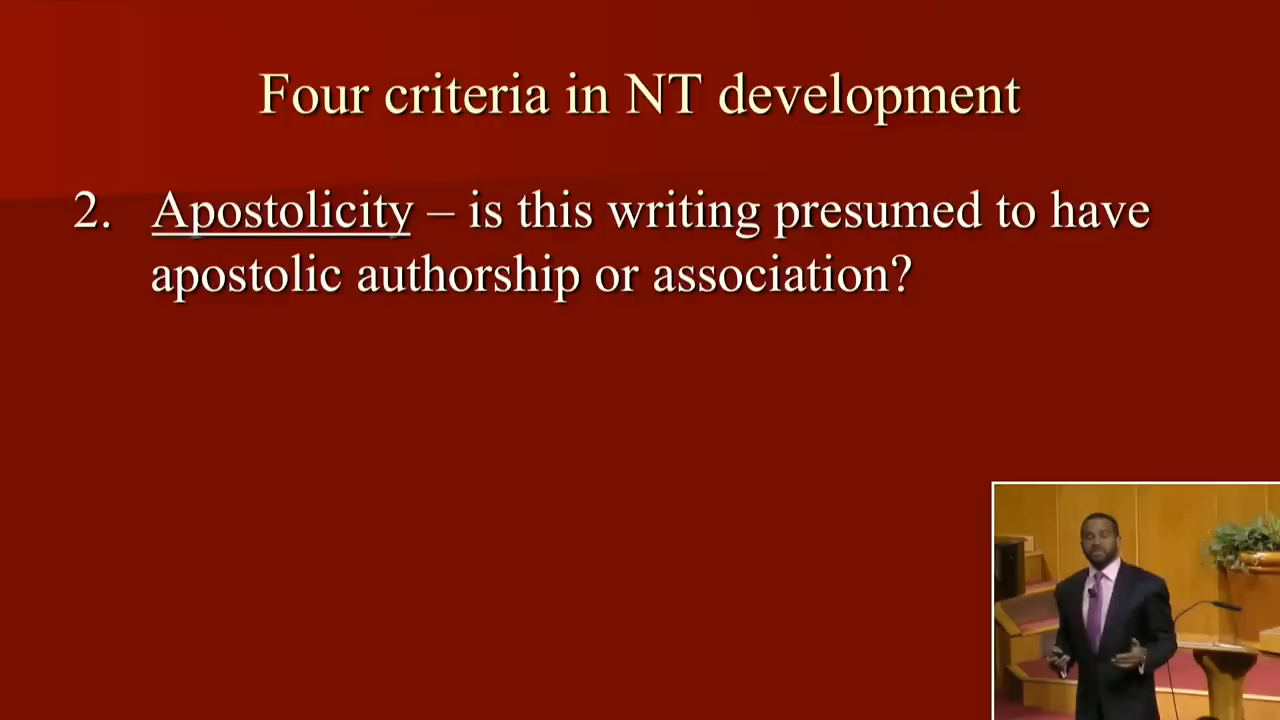 Four criteria in NT development
2. Apostolicity – is this writing presumed to have
apostolic authorship or association?